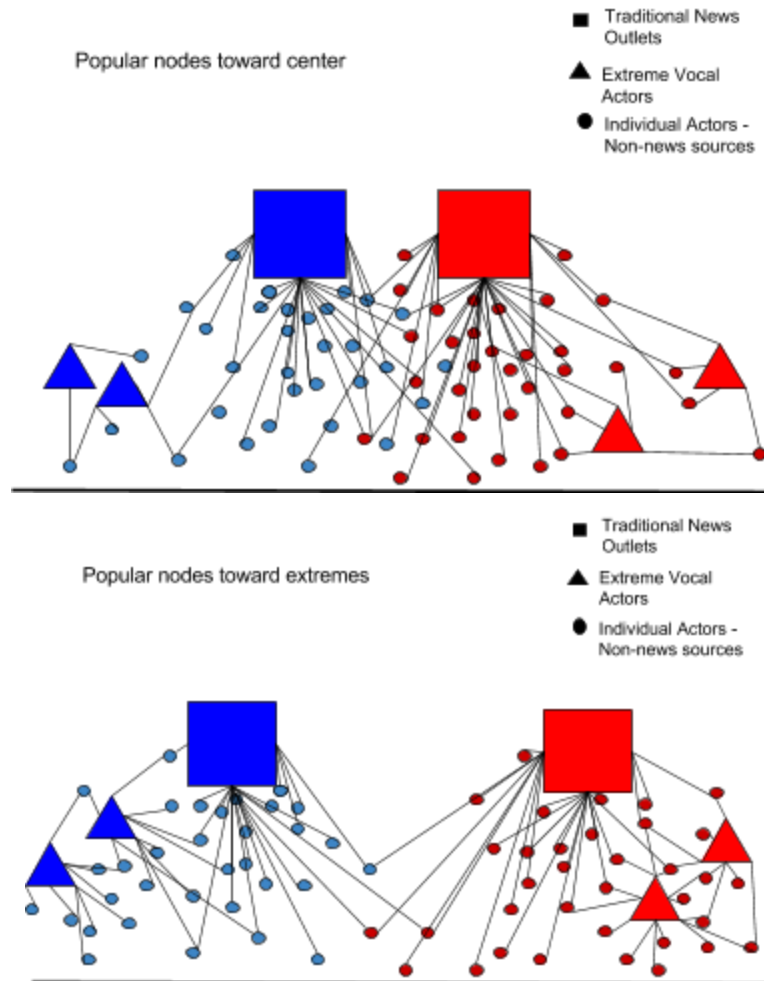 Traditional News
Outlets
Popular nodes toward center
Extreme Vocal
Actors
Individual Actors -
Non-news sources
Traditional News
Outlets
Popular nodes toward extremes
Extreme Vocal
Actors
Individual Actors -
Non-news sources